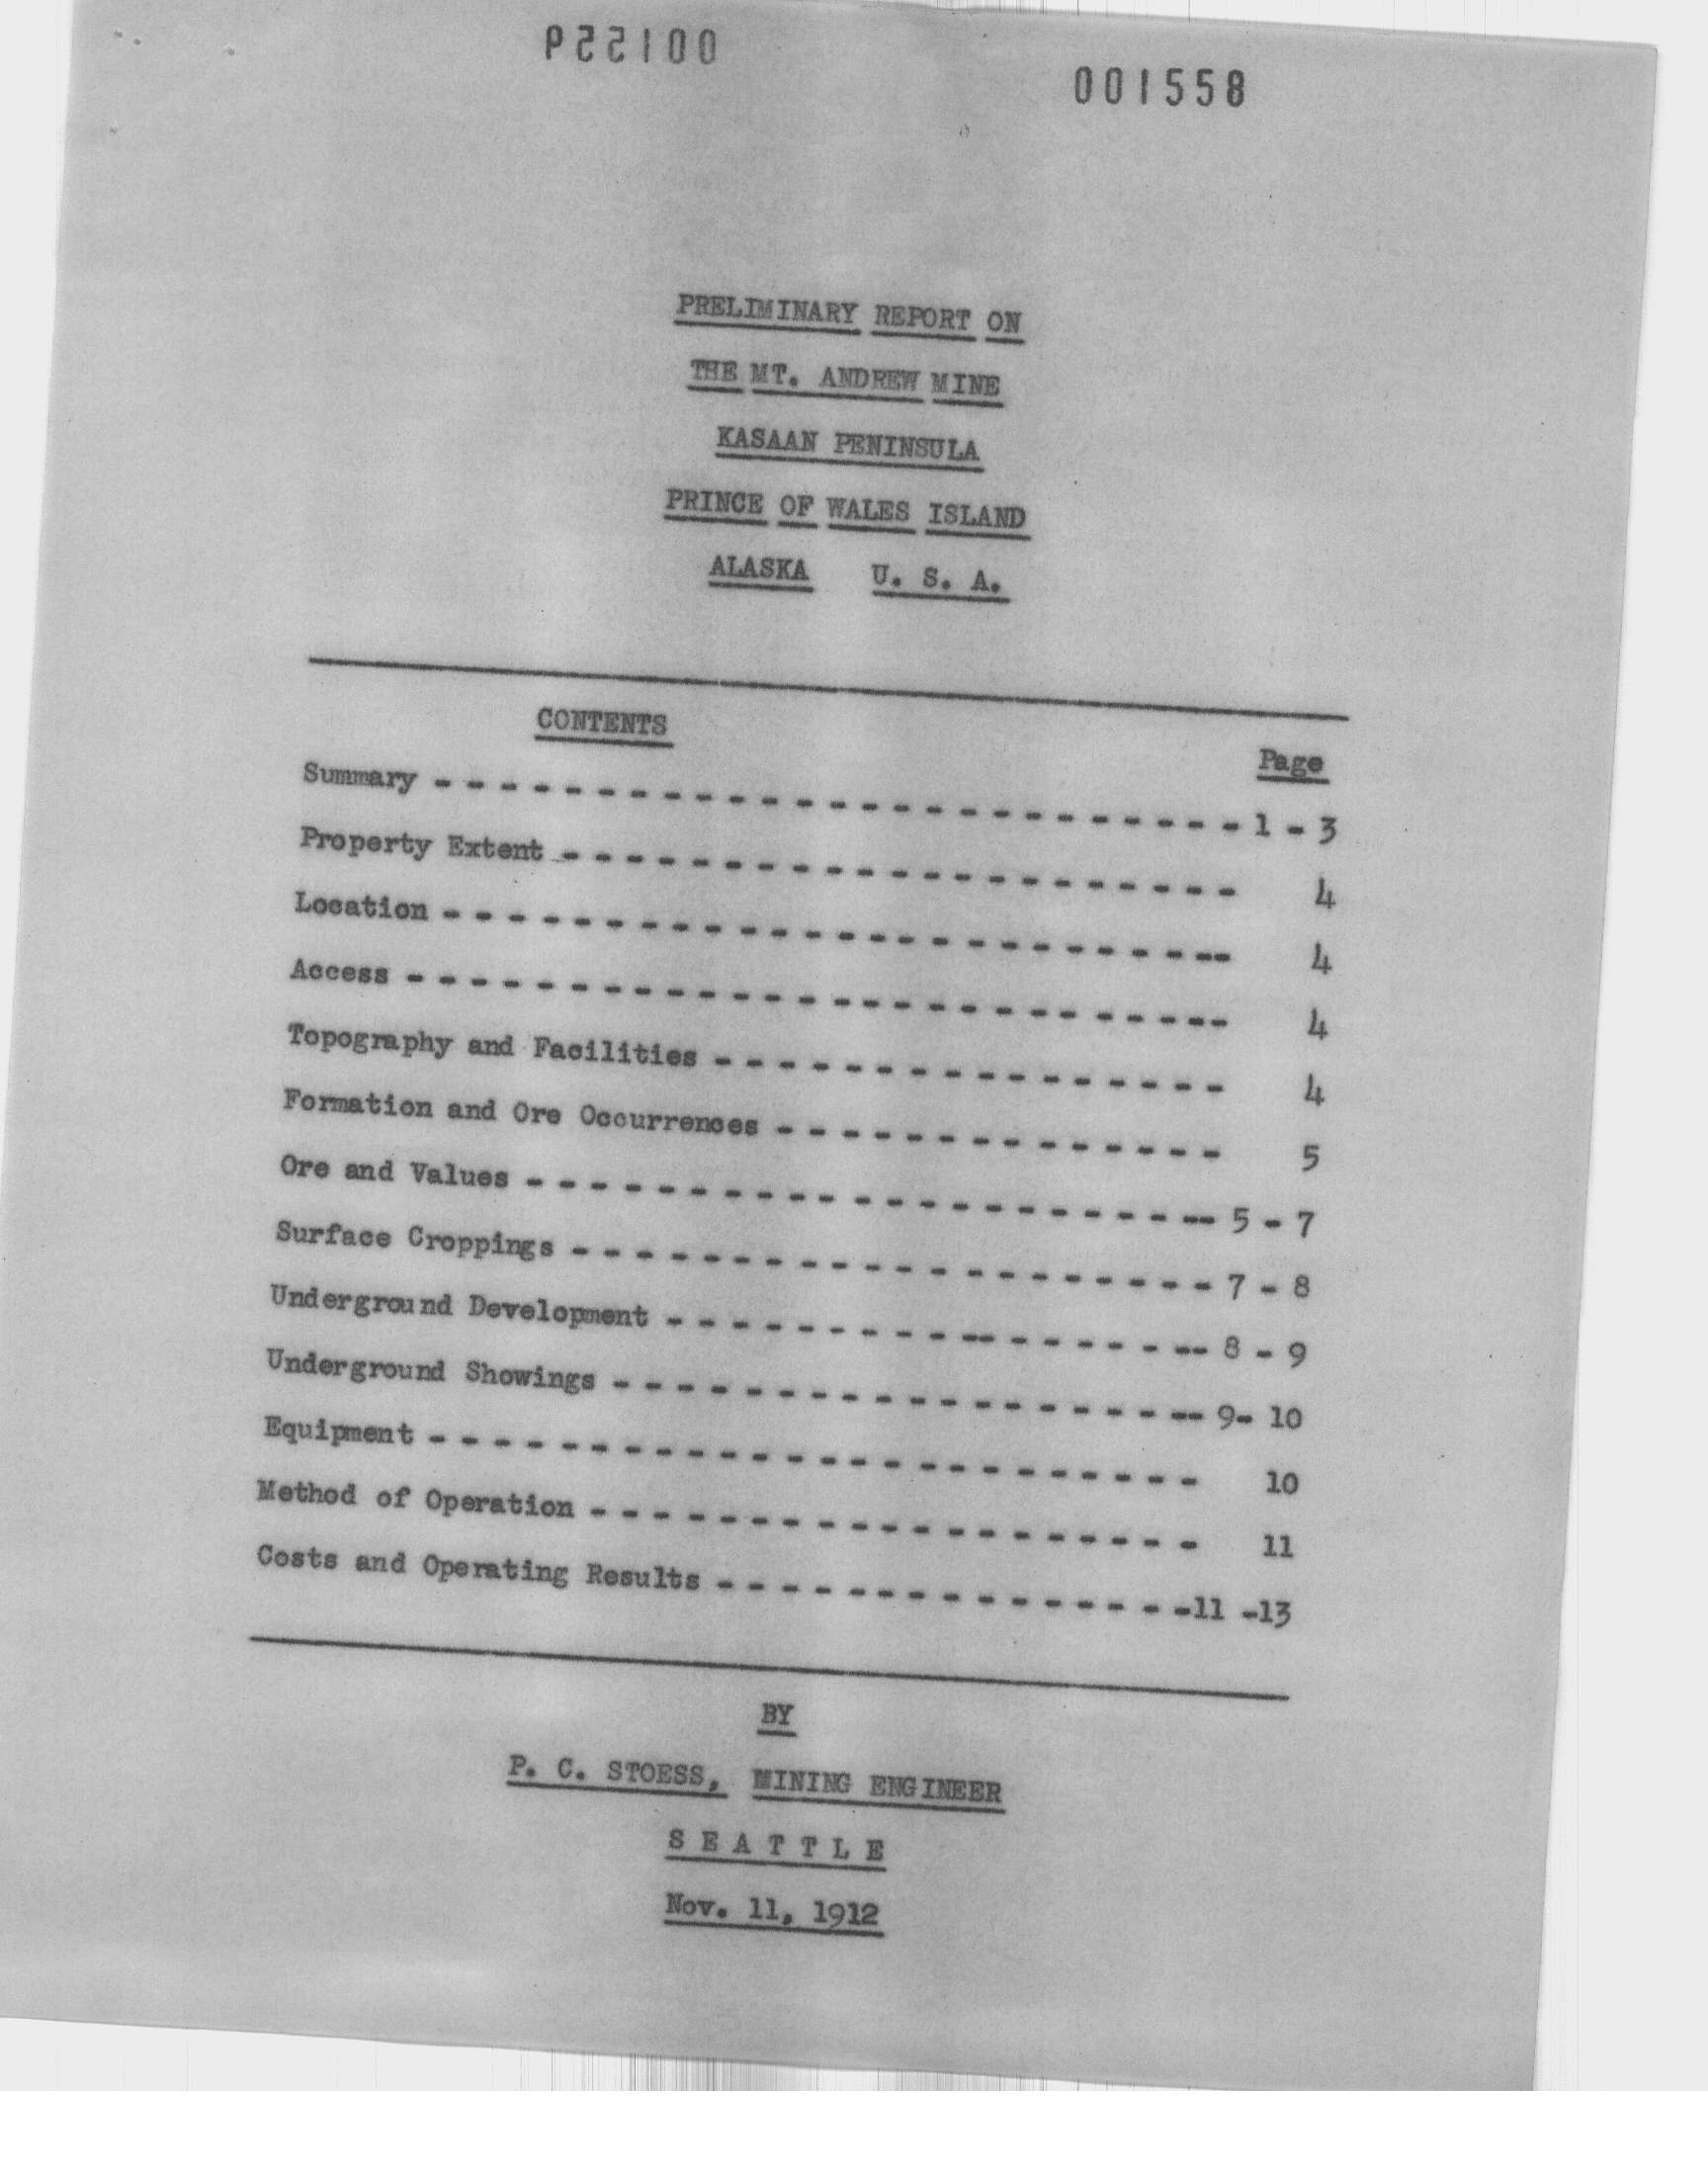 001559
001558
PRELIMINARY REPORT ON
THE MT. ANDREW MINE
KASAAN PENINSULA
PRINCE OF WALES ISLAND
ALASKA U. S. A.
CONTENTS
Page
Summary - - - - - - - - - - - - - - - - - - - - - - - - - 1 - 3
Property Extent - - - - - - - - - - - - - - - - - - - - - 4
Location - - - - - - - - - - - - - - - - - - - - - - - -- 4
Access - - - - - - - - - - - - - - - - - - - - - - - - -- 4
Topography and Facilities - - - - - - - - - - - - - - - - 4
Formation and Ore Occurrences - - - - - - - - - - - - - - 5
Ore and Values - - - - - - - - - - - - - - - - - - - - -- 5 - 7
Surface Croppings - - - - - - - - - - - - - - - - - - - - 7 - 8
Underground Development - - - - - - - - - -- - - - - - -- 8 - 9
Underground Showings - - - - - - - - - - - - - - - - - -- 9- 10
Equipment - - - - - - - - - - - - - - - - - - - - - - - - 10
Method of Operation - - - - - - - - - - - - - - - - - - - 11
Costs and Operating Results - - - - - - - - - - - - - - -11 -13
BY
P. C. STOESS, MINING ENGINEER
S E A T T L E
Nov. 11, 1912